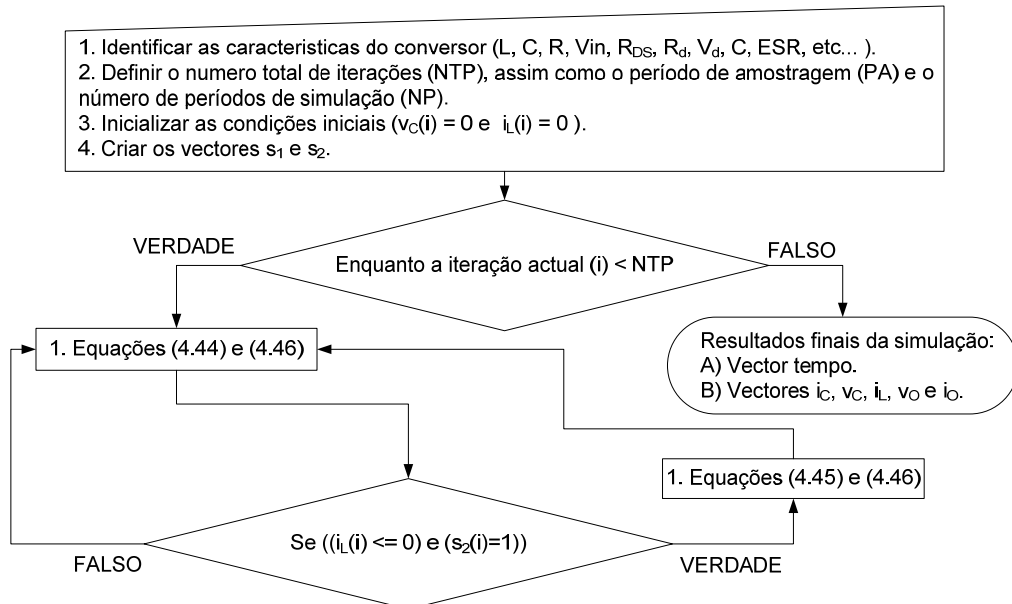 1. Identificar as caracteristicas do conversor (L, C, R, Vin, R_DS, R_d, V_d, C, ESR, etc... ).
2. Definir o numero total de iterações (NTP), assim como o período de amostragem (PA) e o
número de períodos de simulação (NP).
3. Inicializar as condições iniciais (v_C(i) = 0 e i_L(i) = 0 ).
4. Criar os vectores s_1 e s_2.
VERDADE
FALSO
Enquanto a iteração actual (i) < NTP
1. Equações (4.44) e (4.46)
Resultados finais da simulação:
A) Vector tempo.
B) Vectores i_C, v_C, i_L, v_O e i_O.
1. Equações (4.45) e (4.46)
Se ((i_L(i) <= 0) e (s_2(i)=1))
FALSO
VERDADE